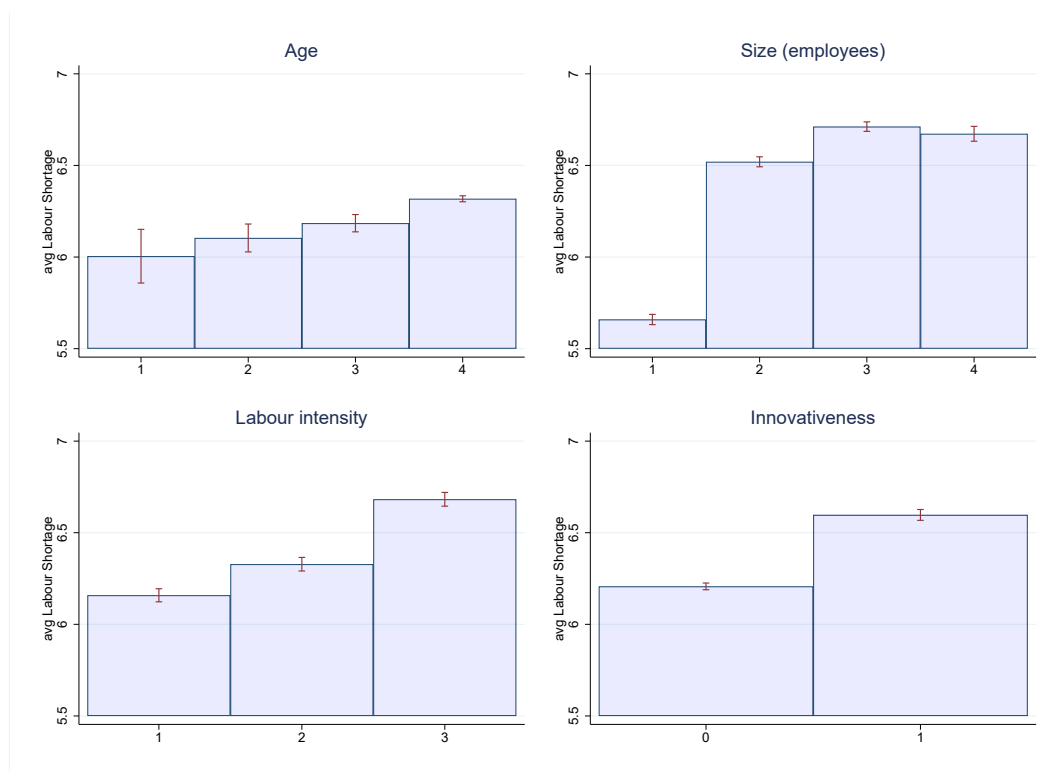 Age
avg Labour Shortage
7
6.5
6
5.5
1 2 3 4
Size (employees)
avg Labour Shortage
7
6.5
6
5.5
1 2 3 4
Labour intensity
avg Labour Shortage
7
6.5
6
5.5
1 2 3
Innovativeness
avg Labour Shortage
7
6.5
6
5.5
0 1